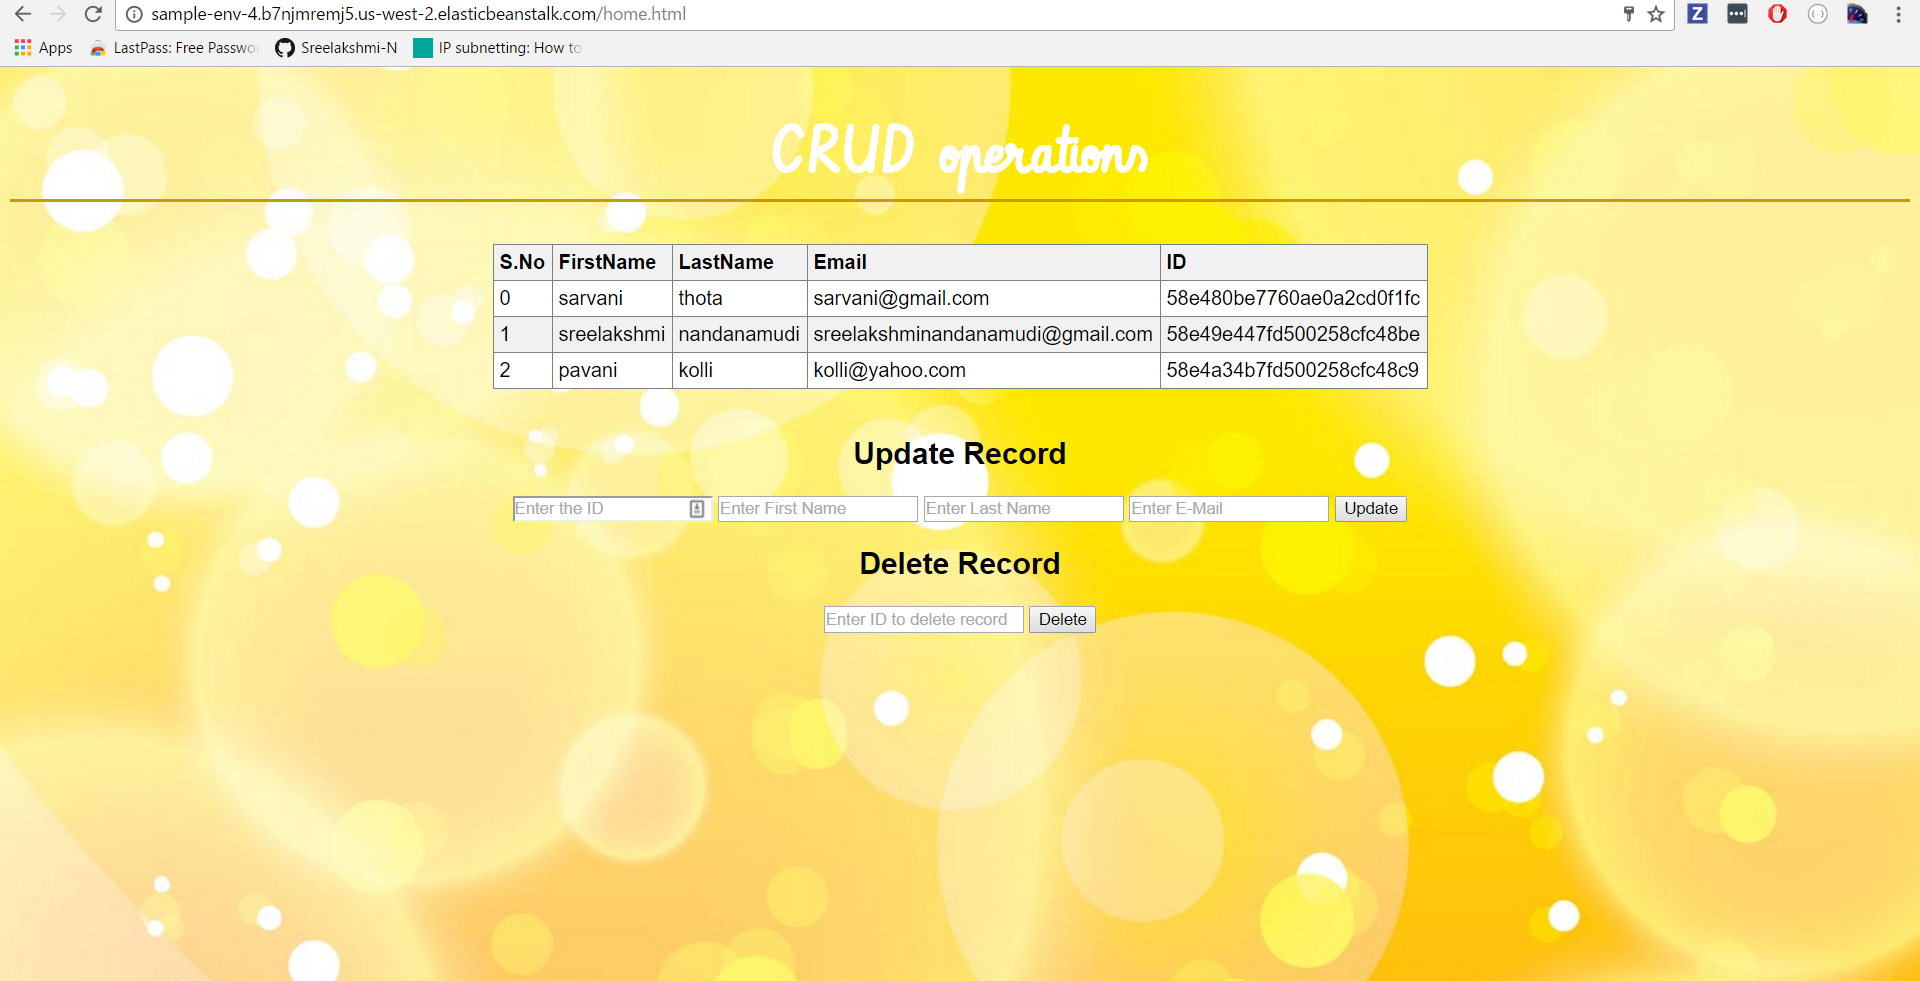 sample-env-4.b7njmremj5.us-west-2.elasticbeanstalk.com/home.html
Apps LastPass: Free Passwo Sreelakshmi-N IP subnetting: How to
CRUD operations
S.No FirstName LastName Email ID
0 sarvani thota sarvani@gmail.com 58e480be7760ae0a2cd0f1fc
1 sreelakshmi nandanamudi sreelakshminandanamudi@gmail.com 58e49e447fd500258cfc48be
2 pavani kolli kolli@yahoo.com 58e4a34b7fd500258cfc48c9
Update Record
Enter the ID Enter First Name Enter Last Name Enter E-Mail Update
Delete Record
Enter ID to delete record Delete